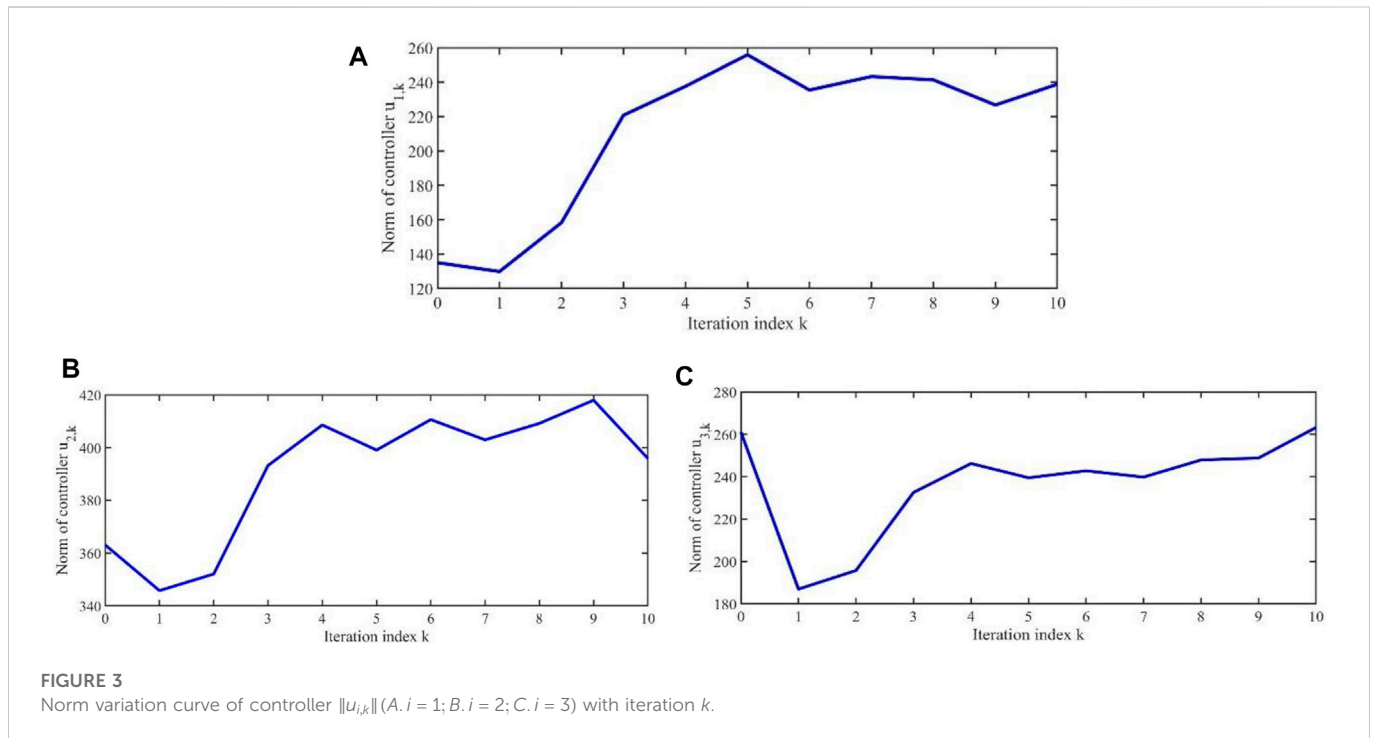 A
260
240
220
200
180
160
140
120
Norm of controller u1,k
0 1 2 3 4 5 6 7 8 9 10
Iteration index k
B
420
400
380
360
340
Norm of controller u2,k
0 1 2 3 4 5 6 7 8 9 10
Iteration index k
C
280
260
240
220
200
180
Norm of controller u3,k
0 1 2 3 4 5 6 7 8 9 10
Iteration index k
FIGURE 3
Norm variation curve of controller ‖ui,k‖ (A. i = 1; B. i = 2; C. i = 3) with iteration k.